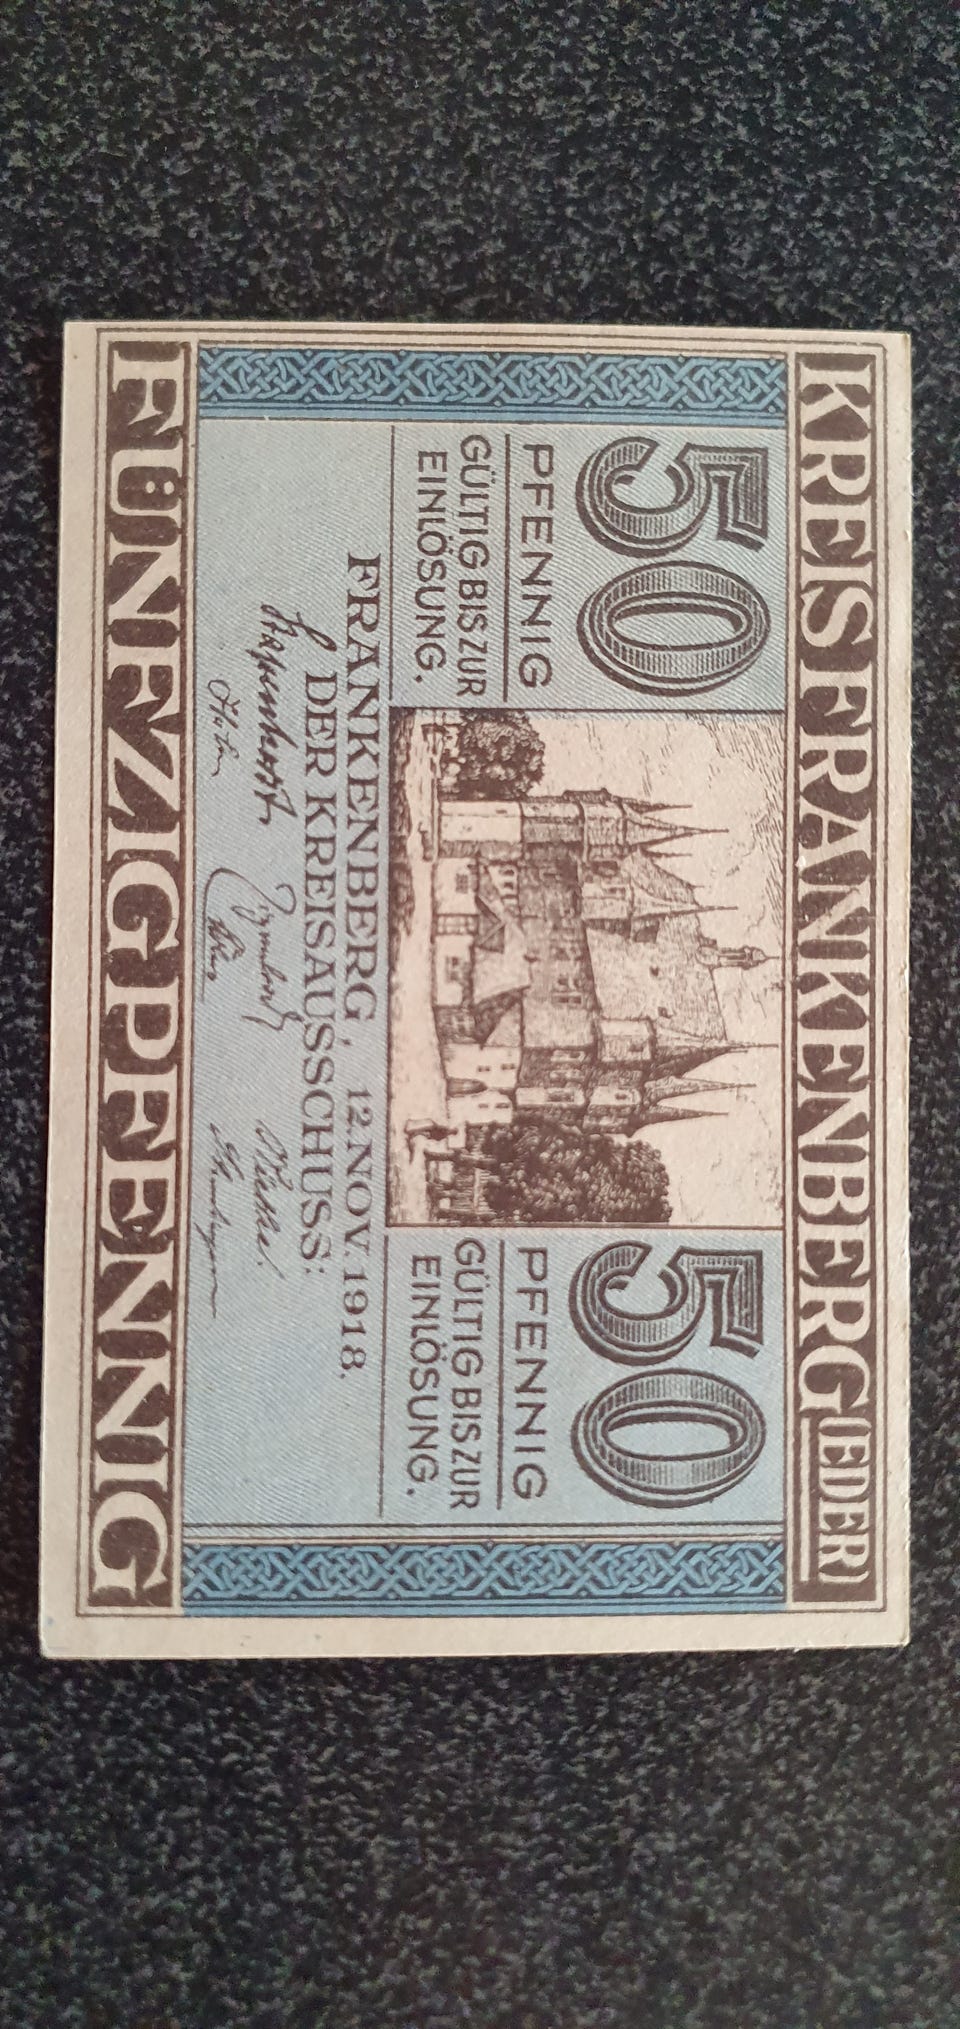 KREIS FRANKENBERG (EDER)
50
PFENNIG
GÜLTIG BIS ZUR
EINLÖSUNG.
50
PFENNIG
GÜLTIG BIS ZUR
EINLÖSUNG.
FRANKENBERG, 12. NOV. 1918.
DER KREISAUSSCHUSS:
FÜNFZIG PFENNIG